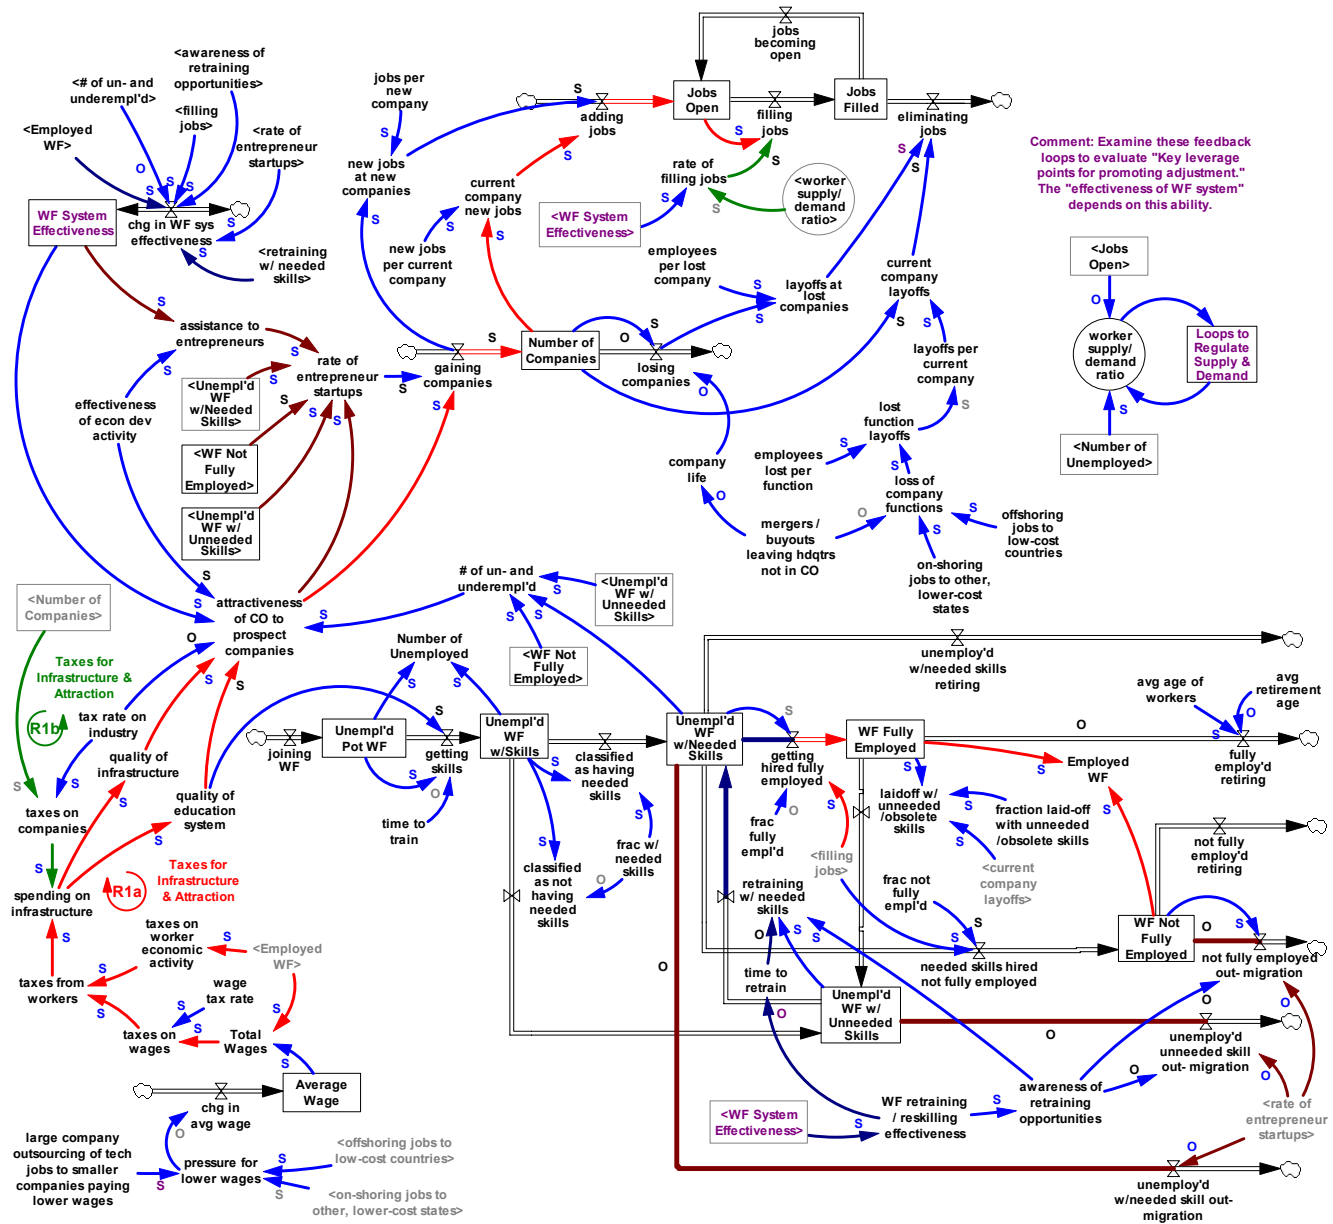 <awareness of
retraining
opportunities>
<# of un- and
underempl'd>
<filling
jobs>
<Employed
WF>
<rate of
entrepreneur
startups>
O
S
S
S
S
WF System
Effectiveness
chg in WF sys
effectiveness
S
S
<retraining
w/ needed
skills>
jobs per
new
company
S
new jobs
at new
companies
S
S
adding
jobs
S
current
company
new jobs
S
S
new jobs
per current
company
jobs
becoming
open
Jobs
Open
Jobs
Filled
S
filling
jobs
S
eliminating
jobs
S
S
rate of
filling jobs
S
S
<worker
supply/
demand
ratio>
<WF System
Effectiveness>
Comment: Examine these feedback
loops to evaluate "Key leverage
points for promoting adjustment."
The "effectiveness of WF system"
depends on this ability.
<Jobs
Open>
O
worker
supply/
demand
ratio
Loops to
Regulate
Supply &
Demand
S
<Number of
Unemployed>
employees
per lost
company
S
S
layoffs at
lost
companies
current
company
layoffs
S
S
layoffs per
current
company
S
S
assistance to
entrepreneurs
S
S
rate of
entrepreneur
startups
S
S
S
S
S
<Unempl'd
WF
w/Needed
Skills>
<WF Not
Fully
Employed>
<Unempl'd
WF w/
Unneeded
Skills>
effectiveness
of econ dev
activity
S
gaining
companies
S
S
Number of
Companies
O
S
losing
companies
O
company
life
O
mergers /
buyouts
leaving hdqtrs
not in CO
O
lost
function
layoffs
S
S
employees
lost per
function
loss of
company
functions
S
S
offshoring
jobs to
low-cost
countries
on-shoring
jobs to other,
lower-cost
states
<Number of
Companies>
S
S
O
attractiveness
of CO to
prospect
companies
S
S
S
S
# of un- and
underempl'd
S
S
S
<Unempl'd
WF w/
Unneeded
Skills>
<WF Not
Fully
Employed>
Taxes for
Infrastructure &
Attraction
R1b
tax rate on
industry
S
S
taxes on
companies
S
quality of
infrastructure
S
quality of
education
system
S
spending on
infrastructure
S
R1a
Taxes for
Infrastructure
& Attraction
taxes on
worker
economic
activity
S
<Employed
WF>
S
taxes from
workers
S
S
wage
tax rate
S
S
taxes on
wages
Total
Wages
S
S
Average
Wage
chg in
avg wage
O
large company
outsourcing of tech
jobs to smaller
companies paying
lower wages
S
pressure for
lower wages
S
S
<offshoring jobs to
low-cost countries>
<on-shoring jobs to
other, lower-cost states>
Number of
Unemployed
S
S
joining
WF
Unempl'd
Pot WF
S
getting
skills
S
O
time to
train
Unempl'd
WF
w/Skills
S
S
classified
as having
needed
skills
S
classified
as not
having
needed
skills
O
frac w/
needed
skills
Unempl'd
WF
w/Needed
Skills
unemploy'd
w/needed skills
retiring
S
getting
hired fully
employed
O
S
frac
fully
empl'd
<filling
jobs>
WF Fully
Employed
O
S
laidoff w/
unneeded
/obsolete
skills
S
S
fraction laid-off
with unneeded
/obsolete skills
<current
company
layoffs>
S
Employed
WF
S
avg age of
workers
avg
retirement
age
S
O
fully
employ'd
retiring
not fully
employ'd
retiring
retraining
w/ needed
skills
S
S
O
time to
retrain
O
frac not fully
empl'd
S
S
S
needed skills hired
not fully employed
WF Not
Fully
Employed
O
S
not fully employed
out- migration
S
O
O
Unempl'd
WF w/
Unneeded
Skills
O
O
unemploy'd
unneeded skill
out- migration
O
O
<WF System
Effectiveness>
S
WF retraining
/ reskilling
effectiveness
S
awareness of
retraining
opportunities
<rate of
entrepreneur
startups>
O
unemploy'd
w/needed skill out-
migration